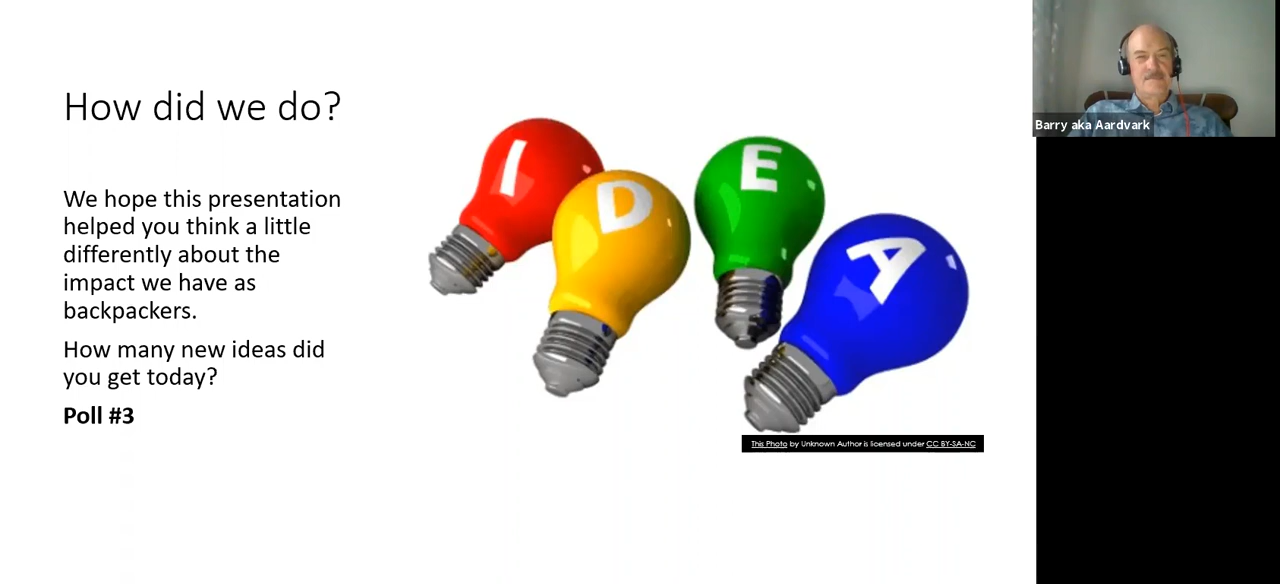 How did we do?
We hope this presentation
helped you think a little
differently about the
impact we have as
backpackers.
How many new ideas did
you get today?
Poll #3
I
D
E
A
This Photo by Unknown Author is licensed under CC BY-SA-NC
Barry aka Aardvark